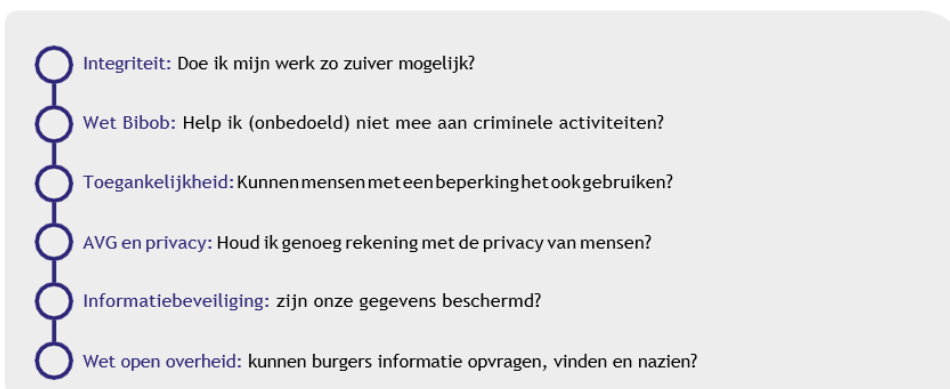 Integriteit: Doe ik mijn werk zo zuiver mogelijk?
Wet Bibob: Help ik (onbedoeld) niet mee aan criminele activiteiten?
Toegankelijkheid: Kunnen mensen met een beperking het ook gebruiken?
AVG en privacy: Houd ik genoeg rekening met de privacy van mensen?
Informatiebeveiliging: zijn onze gegevens beschermd?
Wet open overheid: kunnen burgers informatie opvragen, vinden en nazien?